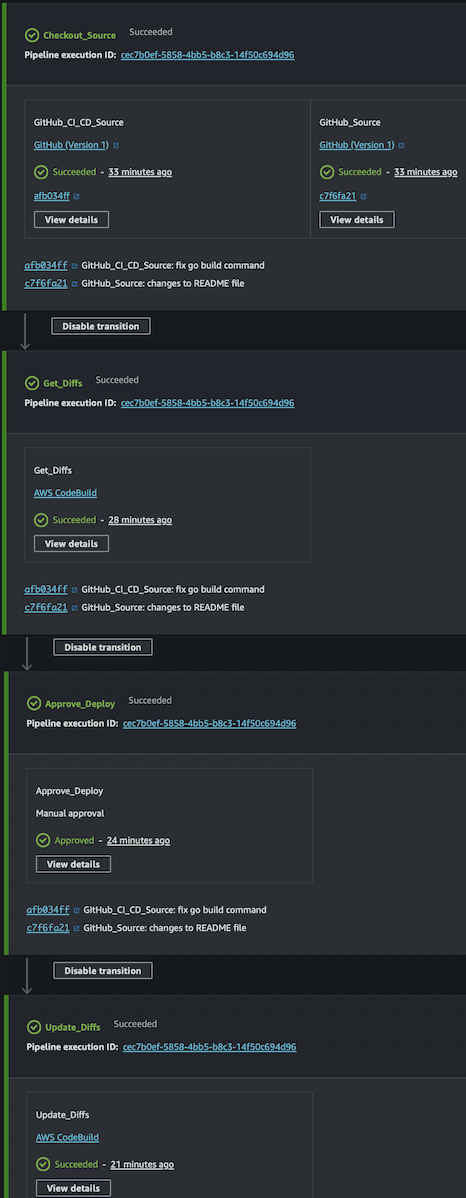 Checkout_Source Succeeded
Pipeline execution ID: cec7b0ef-5858-4bb5-b8c3-14f50c694d96
GitHub_CI_CD_Source
GitHub (Version 1)
Succeeded - 33 minutes ago
afb034ff
View details
GitHub_Source
GitHub (Version 1)
Succeeded - 33 minutes ago
c7f6fa21
View details
afb034ff GitHub_CI_CD_Source: fix go build command
c7f6fa21 GitHub_Source: changes to README file
Disable transition
Get_Diffs Succeeded
Pipeline execution ID: cec7b0ef-5858-4bb5-b8c3-14f50c694d96
Get_Diffs
AWS CodeBuild
Succeeded - 28 minutes ago
View details
afb034ff GitHub_CI_CD_Source: fix go build command
c7f6fa21 GitHub_Source: changes to README file
Disable transition
Approve_Deploy Succeeded
Pipeline execution ID: cec7b0ef-5858-4bb5-b8c3-14f50c694d96
Approve_Deploy
Manual approval
Approved - 24 minutes ago
View details
afb034ff GitHub_CI_CD_Source: fix go build command
c7f6fa21 GitHub_Source: changes to README file
Disable transition
Update_Diffs Succeeded
Pipeline execution ID: cec7b0ef-5858-4bb5-b8c3-14f50c694d96
Update_Diffs
AWS CodeBuild
Succeeded - 21 minutes ago
View details